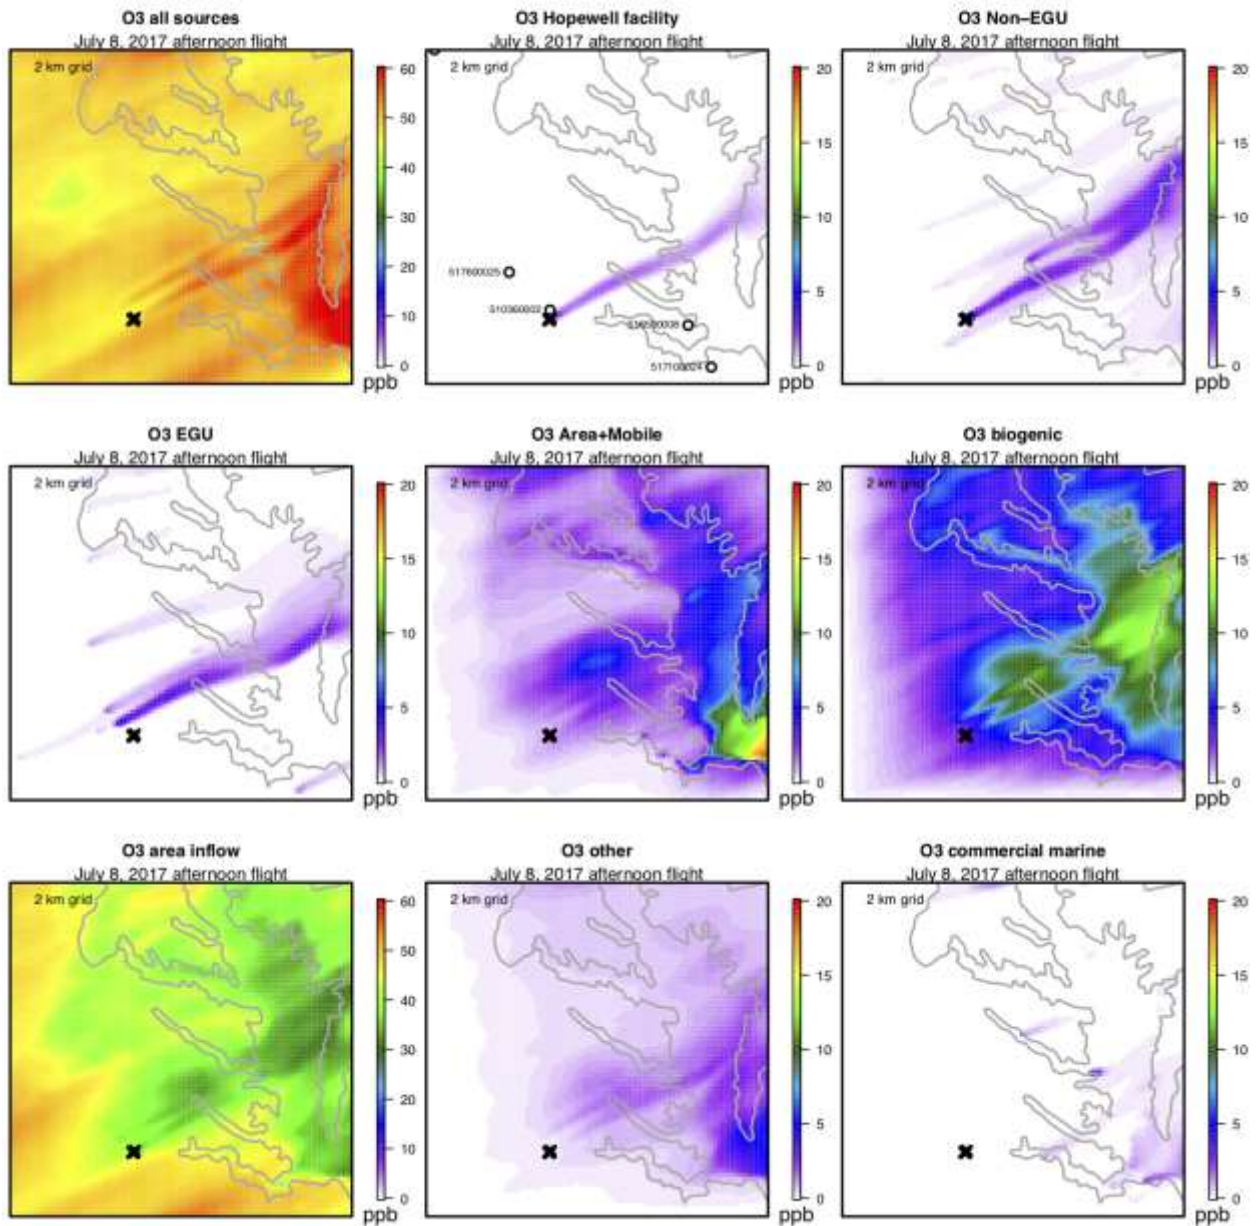 O3 all sources
July 8, 2017 afternoon flight
2 km grid
60
50
40
30
20
10
0
ppb
O3 Hopewell facility
July 8, 2017 afternoon flight
2 km grid
517600025
510360002
517100024
20
15
10
5
0
ppb
O3 Non–EGU
July 8, 2017 afternoon flight
2 km grid
20
15
10
5
0
ppb
O3 EGU
July 8, 2017 afternoon flight
2 km grid
20
15
10
5
0
ppb
O3 Area+Mobile
July 8, 2017 afternoon flight
2 km grid
20
15
10
5
0
ppb
O3 biogenic
July 8, 2017 afternoon flight
2 km grid
20
15
10
5
0
ppb
O3 area inflow
July 8, 2017 afternoon flight
2 km grid
60
50
40
30
20
10
0
ppb
O3 other
July 8, 2017 afternoon flight
2 km grid
20
15
10
5
0
ppb
O3 commercial marine
July 8, 2017 afternoon flight
2 km grid
20
15
10
5
0
ppb